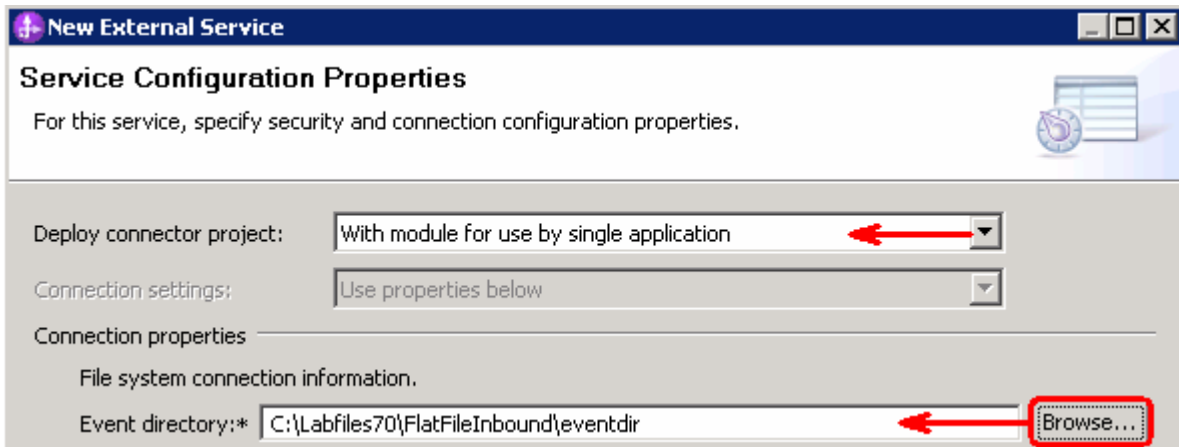 New External Service
Service Configuration Properties
For this service, specify security and connection configuration properties.
Deploy connector project: With module for use by single application
Connection settings: Use properties below
Connection properties
File system connection information.
Event directory:* C:\Labfiles70\FlatFileInbound\eventdir Browse...